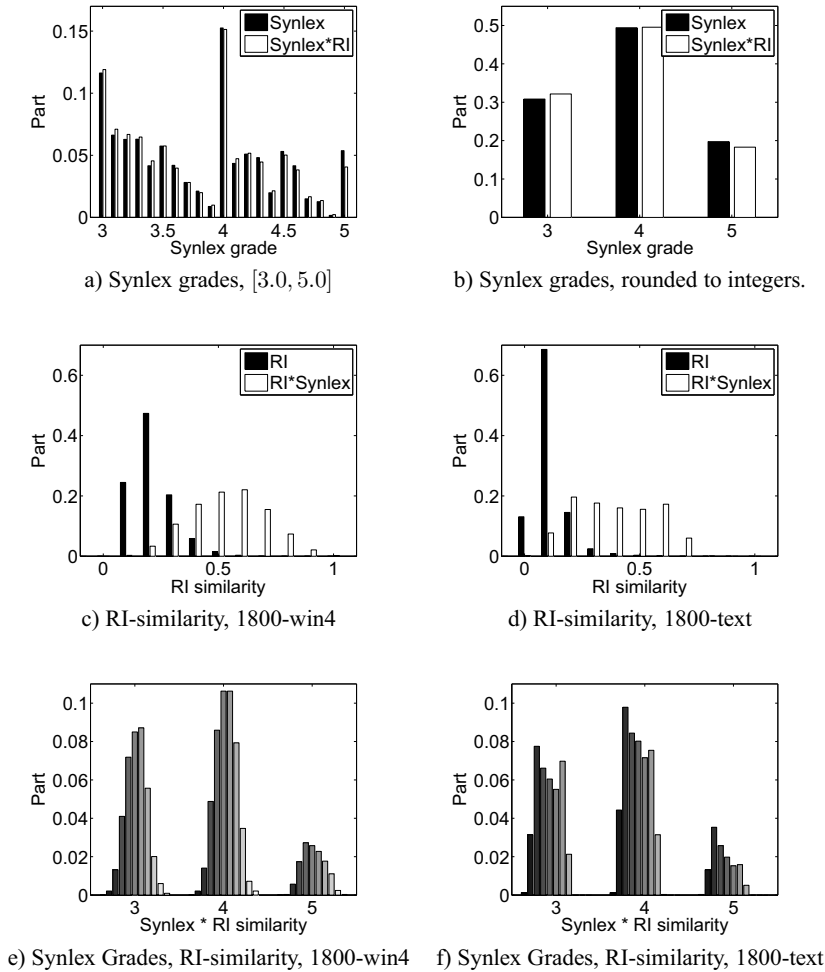 0.15
0.1
0.05
0
Part
Synlex
Synlex*RI
3 3.5 4 4.5 5
Synlex grade
a) Synlex grades, [3.0, 5.0]
0.5
0.4
0.3
0.2
0.1
0
Part
Synlex
Synlex*RI
3 4 5
Synlex grade
b) Synlex grades, rounded to integers.
0.6
0.4
0.2
0
Part
RI
RI*Synlex
0 0.5 1
RI similarity
c) RI-similarity, 1800-win4
0.6
0.4
0.2
0
Part
RI
RI*Synlex
0 0.5 1
RI similarity
d) RI-similarity, 1800-text
0.1
0.08
0.06
0.04
0.02
0
Part
3 4 5
Synlex * RI similarity
e) Synlex Grades, RI-similarity, 1800-win4
0.1
0.08
0.06
0.04
0.02
0
Part
3 4 5
Synlex * RI similarity
f) Synlex Grades, RI-similarity, 1800-text